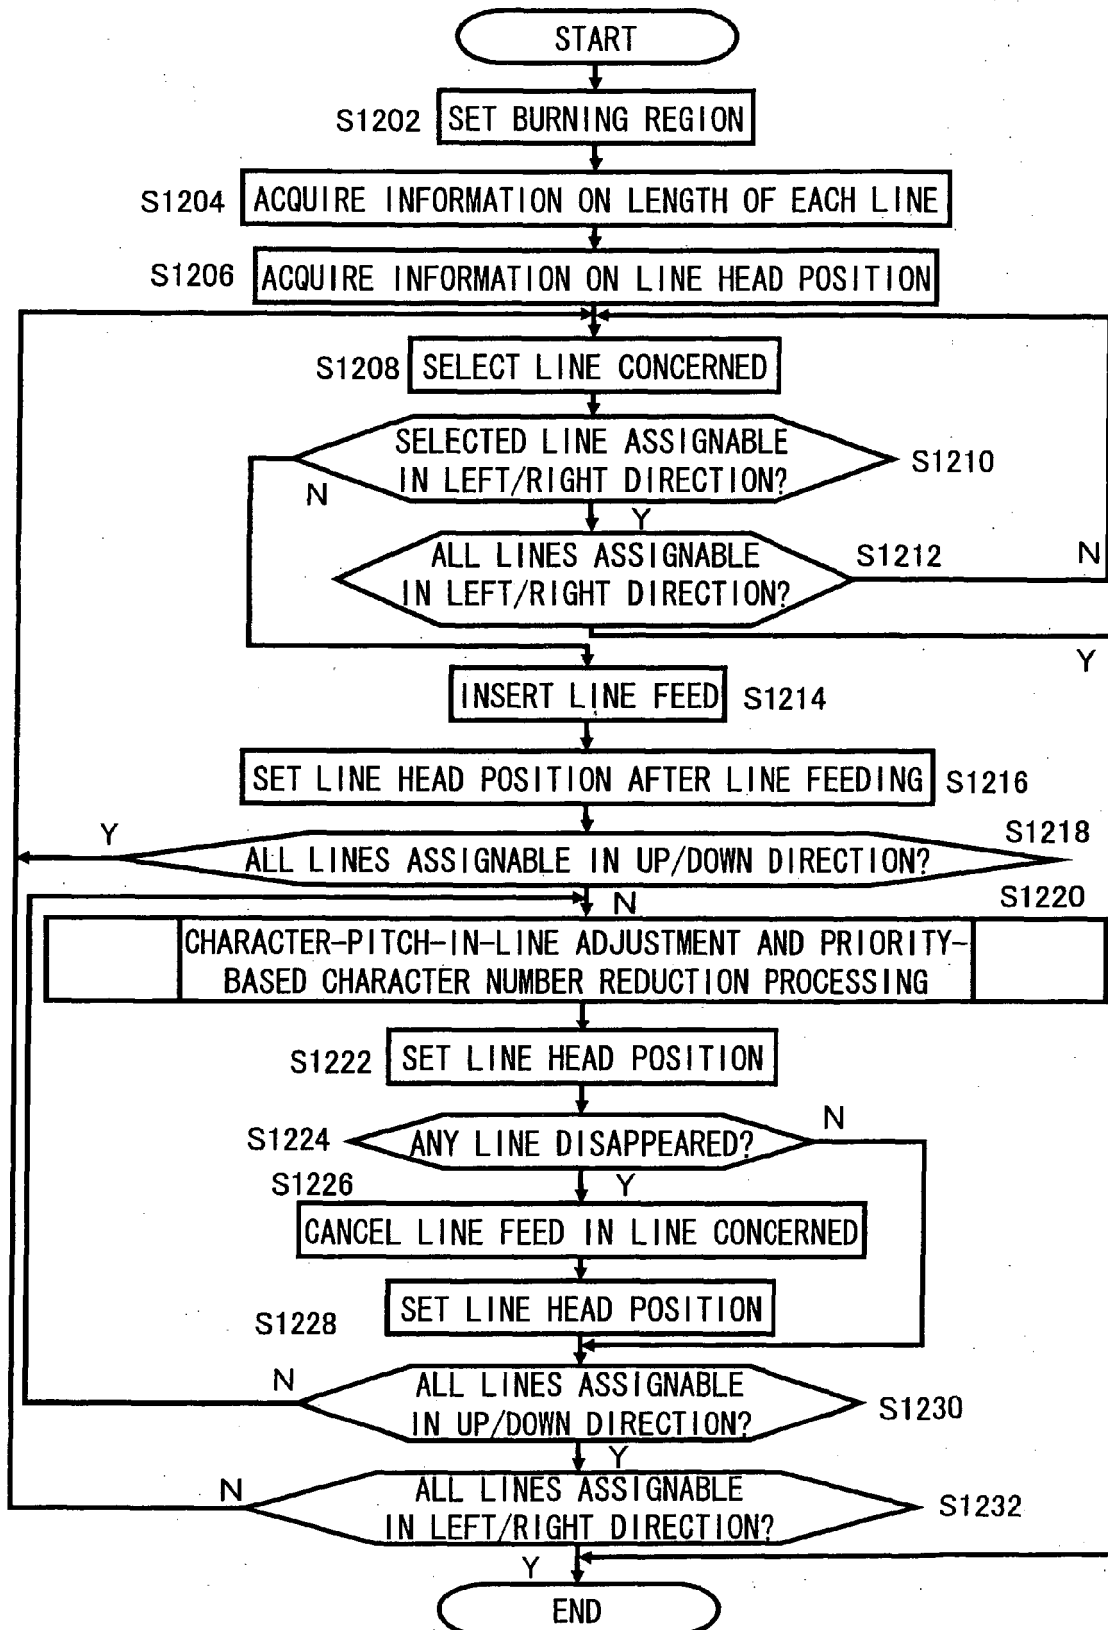 START
S1202
SET BURNING REGION
S1204
ACQUIRE INFORMATION ON LENGTH OF EACH LINE
S1206
ACQUIRE INFORMATION ON LINE HEAD POSITION
S1208
SELECT LINE CONCERNED
SELECTED LINE ASSIGNABLE
IN LEFT/RIGHT DIRECTION?
S1210
N
Y
ALL LINES ASSIGNABLE
IN LEFT/RIGHT DIRECTION?
S1212
N
Y
INSERT LINE FEED
S1214
SET LINE HEAD POSITION AFTER LINE FEEDING
S1216
Y
S1218
ALL LINES ASSIGNABLE IN UP/DOWN DIRECTION?
N
S1220
CHARACTER-PITCH-IN-LINE ADJUSTMENT AND PRIORITY-
BASED CHARACTER NUMBER REDUCTION PROCESSING
S1222
SET LINE HEAD POSITION
S1224
ANY LINE DISAPPEARED?
N
S1226
Y
CANCEL LINE FEED IN LINE CONCERNED
SET LINE HEAD POSITION
S1228
N
ALL LINES ASSIGNABLE
IN UP/DOWN DIRECTION?
S1230
Y
N
ALL LINES ASSIGNABLE
IN LEFT/RIGHT DIRECTION?
S1232
Y
END